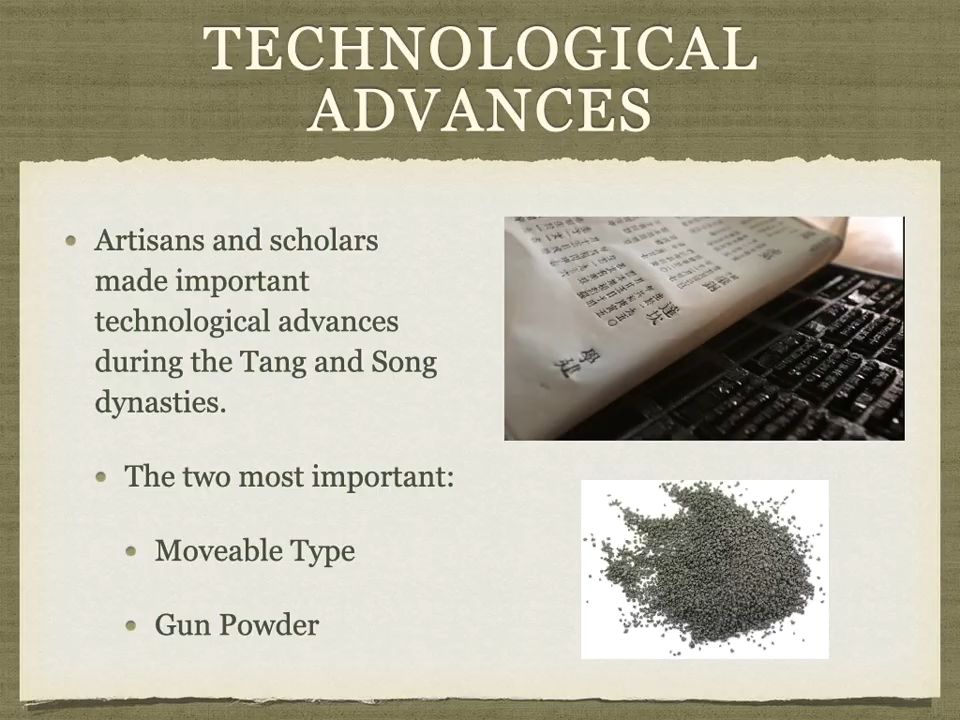 TECHNOLOGICAL
ADVANCES
• Artisans and scholars
made important
technological advances
during the Tang and Song
dynasties.
• The two most important:
• Moveable Type
• Gun Powder